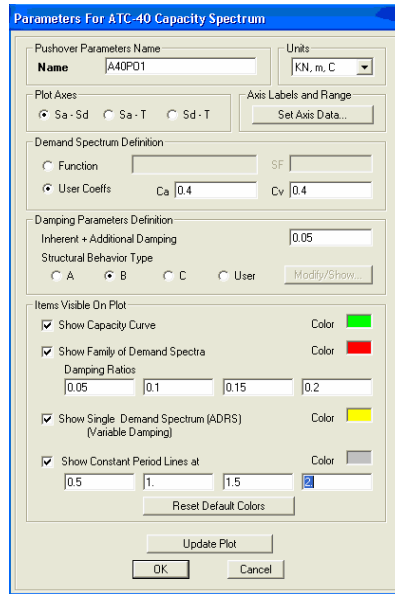 Parameters For ATC-40 Capacity Spectrum
Pushover Parameters Name
Units
Name A40PO1
KN, m, C
Plot Axes
Axis Labels and Range
Sa - Sd Sa - T Sd - T
Set Axis Data...
Demand Spectrum Definition
Function SF
User Coeffs Ca 0.4 Cv 0.4
Damping Parameters Definition
Inherent + Additional Damping 0.05
Structural Behavior Type
A B C User Modify/Show...
Items Visible On Plot
Show Capacity Curve Color
Show Family of Demand Spectra Color
Damping Ratios
0.05 0.1 0.15 0.2
Show Single Demand Spectrum (ADRS) Color
(Variable Damping)
Show Constant Period Lines at Color
0.5 1. 1.5 2.
Reset Default Colors
Update Plot
OK Cancel